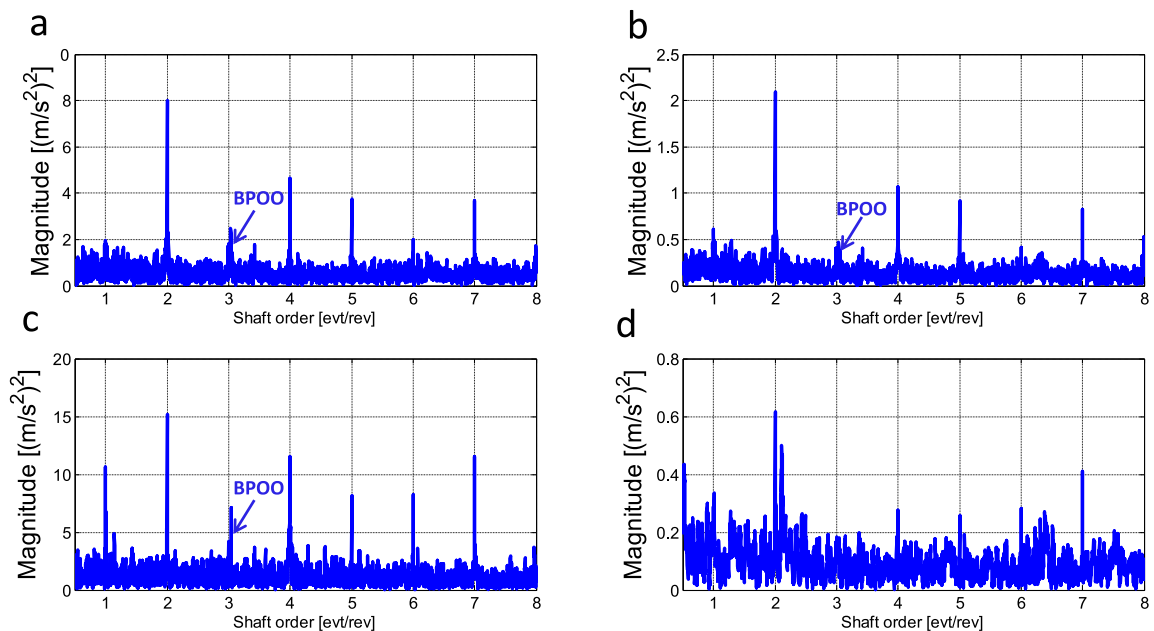 a
0
8
6
4
2
0
Magnitude [(m/s²)²]
BPOO
1 2 3 4 5 6 7 8
Shaft order [evt/rev]
b
2.5
2
1.5
1
0.5
0
Magnitude [(m/s²)²]
BPOO
1 2 3 4 5 6 7 8
Shaft order [evt/rev]
c
20
15
10
5
0
Magnitude [(m/s²)²]
BPOO
1 2 3 4 5 6 7 8
Shaft order [evt/rev]
d
0.8
0.6
0.4
0.2
0
Magnitude [(m/s²)²]
1 2 3 4 5 6 7 8
Shaft order [evt/rev]